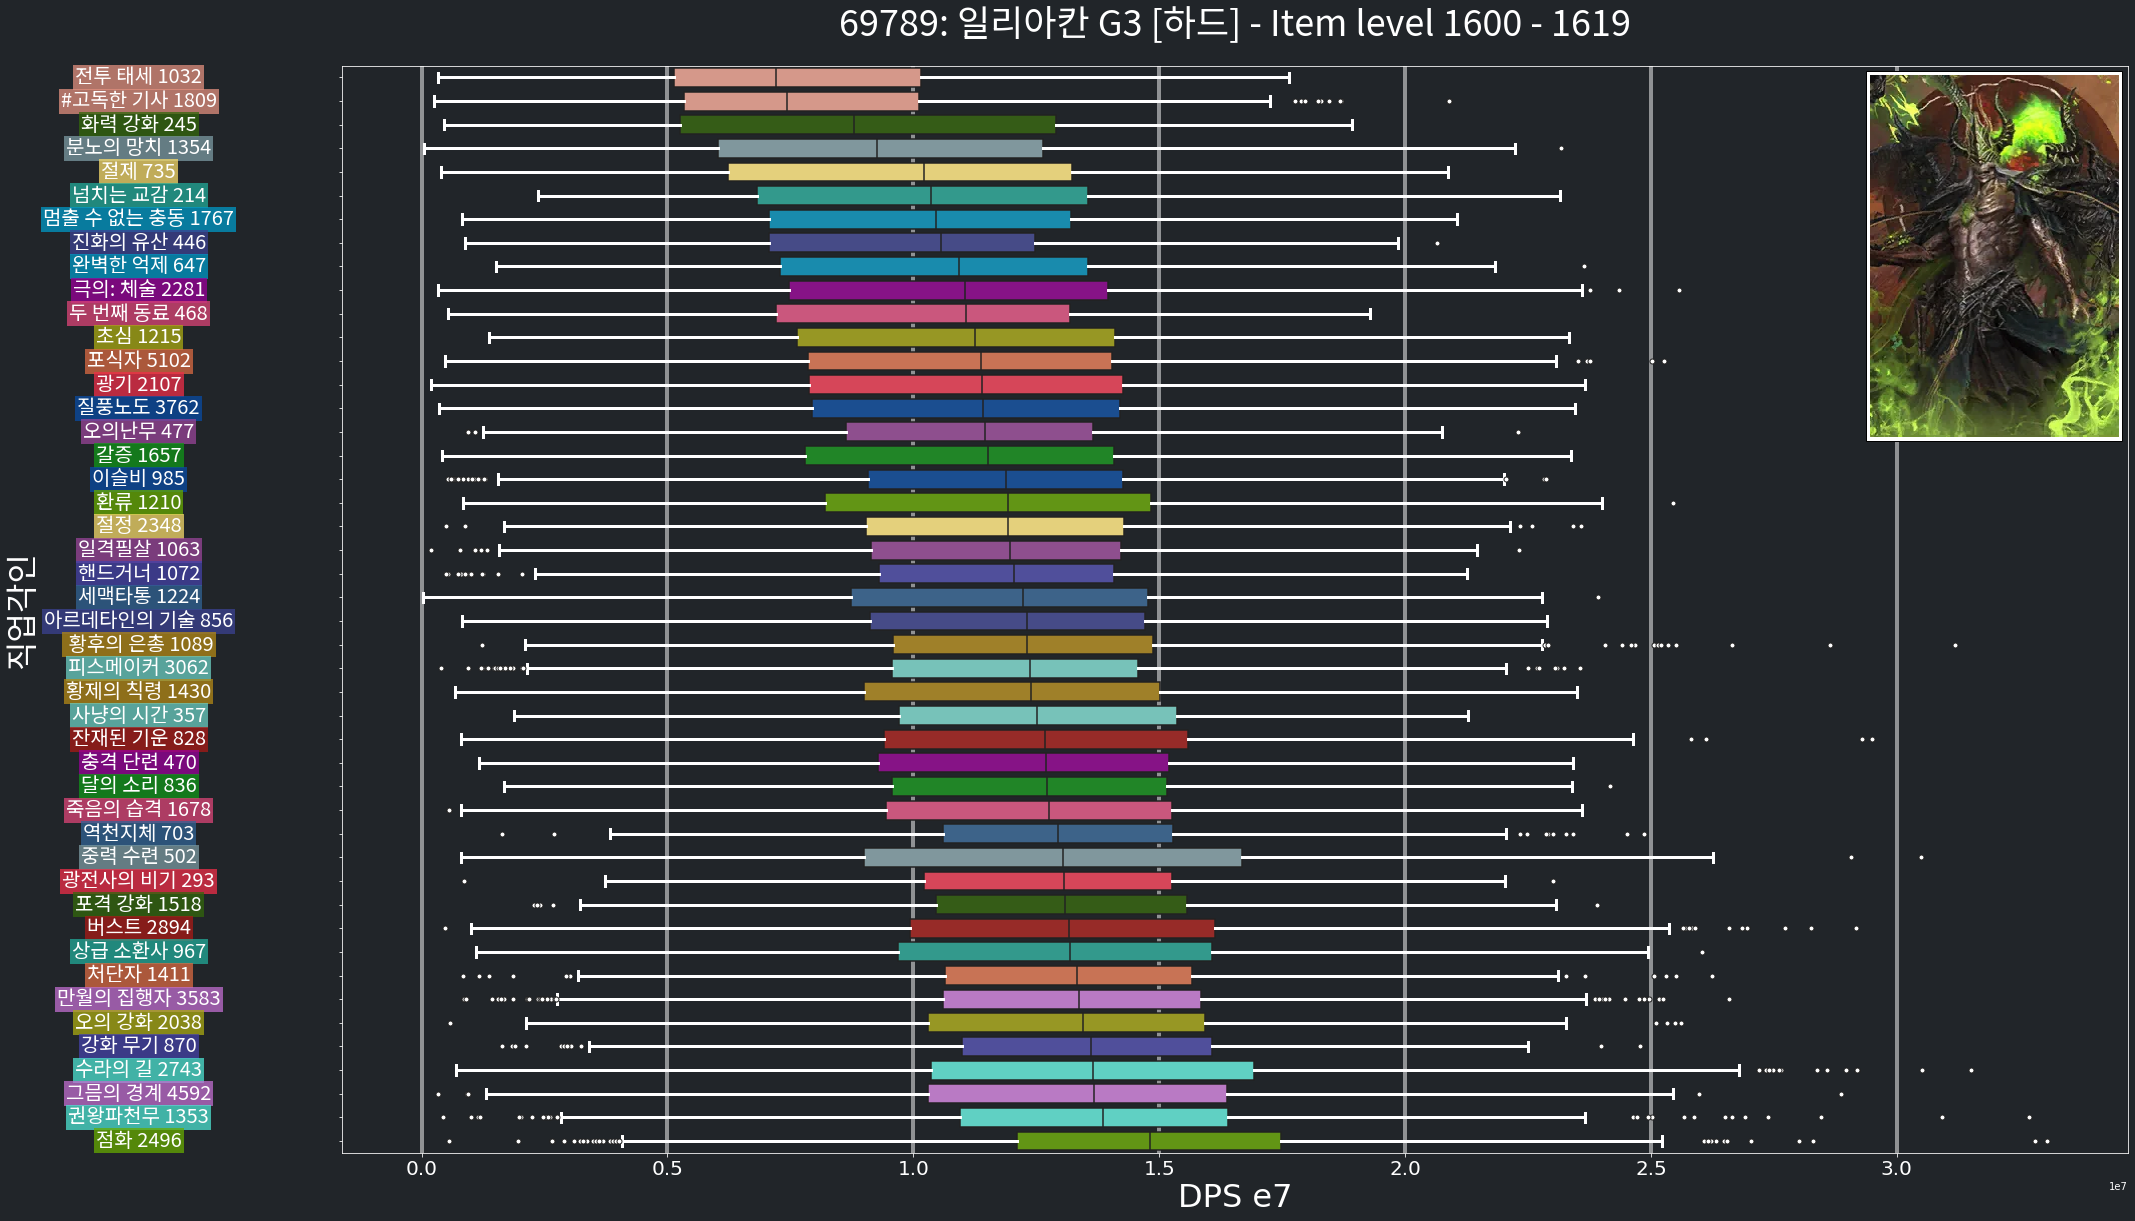 69789: 일리아칸 G3 [하드] - Item level 1600 - 1619
직업각인
전투 태세 1032
#고독한 기사 1809
화력 강화 245
분노의 망치 1354
절제 735
넘치는 교감 214
멈출 수 없는 충동 1767
진화의 유산 446
완벽한 억제 647
극의: 체술 2281
두 번째 동료 468
초심 1215
포식자 5102
광기 2107
질풍노도 3762
오의난무 477
갈증 1657
이슬비 985
환류 1210
절정 2348
일격필살 1063
핸드거너 1072
세맥타통 1224
아르데타인의 기술 856
황후의 은총 1089
피스메이커 3062
황제의 칙령 1430
사냥의 시간 357
잔재된 기운 828
충격 단련 470
달의 소리 836
죽음의 습격 1678
역천지체 703
중력 수련 502
광전사의 비기 293
포격 강화 1518
버스트 2894
상급 소환사 967
처단자 1411
만월의 집행자 3583
오의 강화 2038
강화 무기 870
수라의 길 2743
그믐의 경계 4592
권왕파천무 1353
점화 2496
0.0 0.5 1.0 1.5 2.0 2.5 3.0
DPS e7
1e7